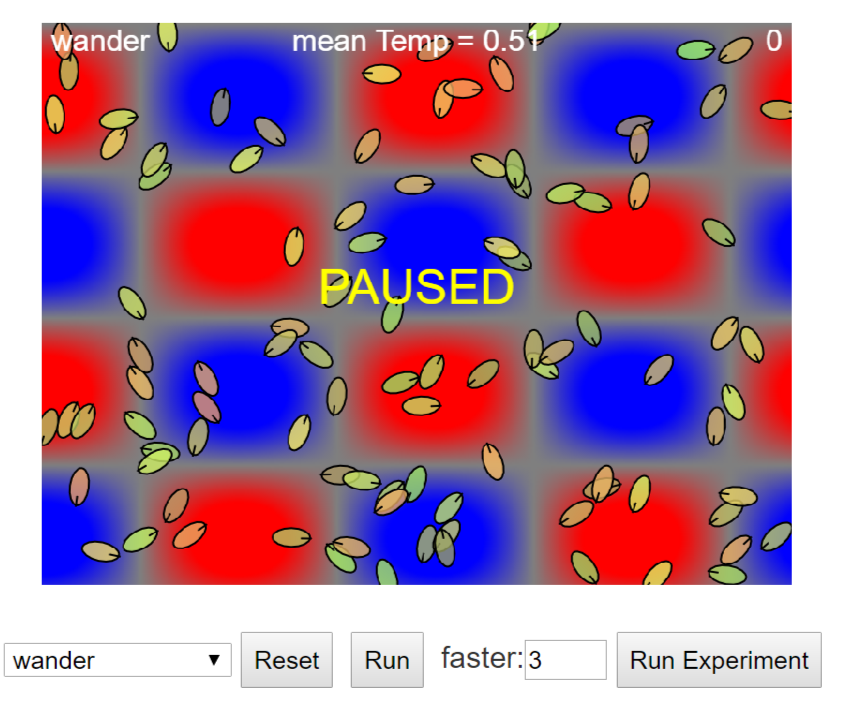 wander mean Temp = 0.51 0
PAUSED
wander Reset Run faster: 3 Run Experiment